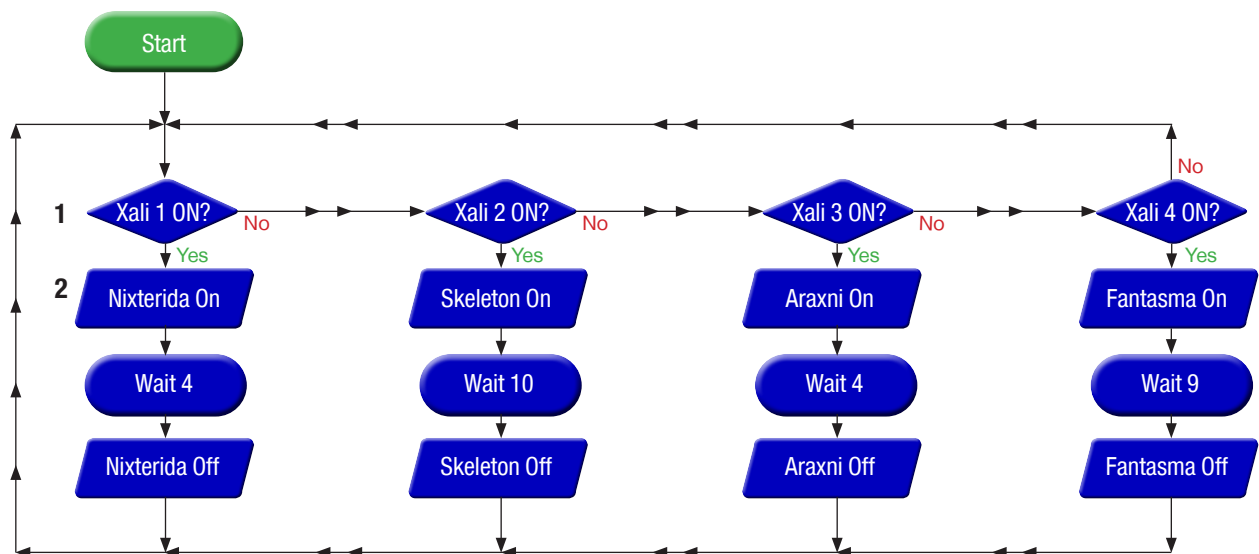 Start
1
Xali 1 ON?
No
Xali 2 ON?
No
Xali 3 ON?
No
Xali 4 ON?
No
Yes
Yes
Yes
Yes
2
Nixterida On
Skeleton On
Araxni On
Fantasma On
Wait 4
Wait 10
Wait 4
Wait 9
Nixterida Off
Skeleton Off
Araxni Off
Fantasma Off